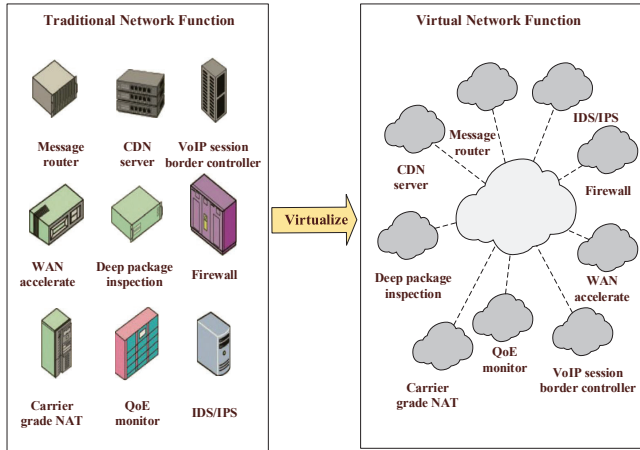 Traditional Network Function
Message
router
CDN
server
VoIP session
border controller
WAN
accelerate
Deep package
inspection
Firewall
Carrier
grade NAT
QoE
monitor
IDS/IPS
Virtualize
Virtual Network Function
IDS/IPS
Message
router
CDN
server
Firewall
Deep package
inspection
WAN
accelerate
QoE
monitor
VoIP session
border controller
Carrier
grade NAT